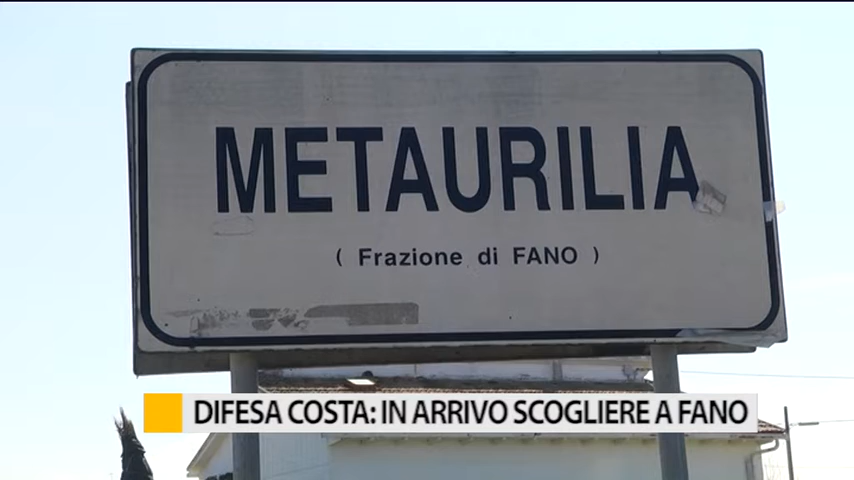 METAURILIA
( Frazione di FANO )
DIFESA COSTA: IN ARRIVO SCOGLIERE A FANO